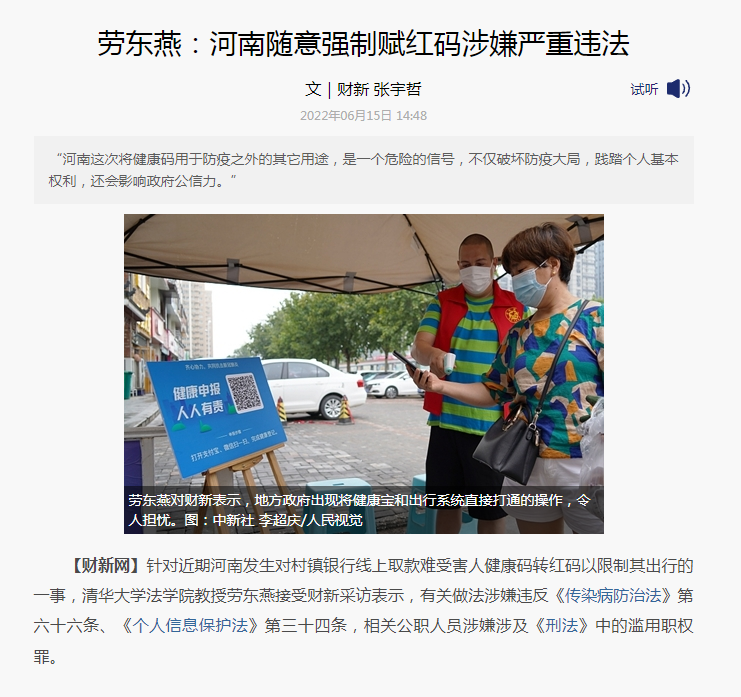 劳东燕：河南随意强制赋红码涉嫌严重违法
文｜财新 张宇哲
试听
2022年06月15日 14:48
“河南这次将健康码用于防疫之外的其它用途，是一个危险的信号，不仅破坏防疫大局，践踏个人基本
权利，还会影响政府公信力。”
健康申报
人人有责
打开支付宝、微信扫一扫，完成健康登记。
劳东燕对财新表示，地方政府出现将健康宝和出行系统直接打通的操作，令
人担忧。图：中新社 李超庆/人民视觉
【财新网】针对近期河南发生对村镇银行线上取款难受害人健康码转红码以限制其出行的
一事，清华大学法学院教授劳东燕接受财新采访表示，有关做法涉嫌违反《传染病防治法》第
六十六条、《个人信息保护法》第三十四条，相关公职人员涉嫌涉及《刑法》中的滥用职权
罪。